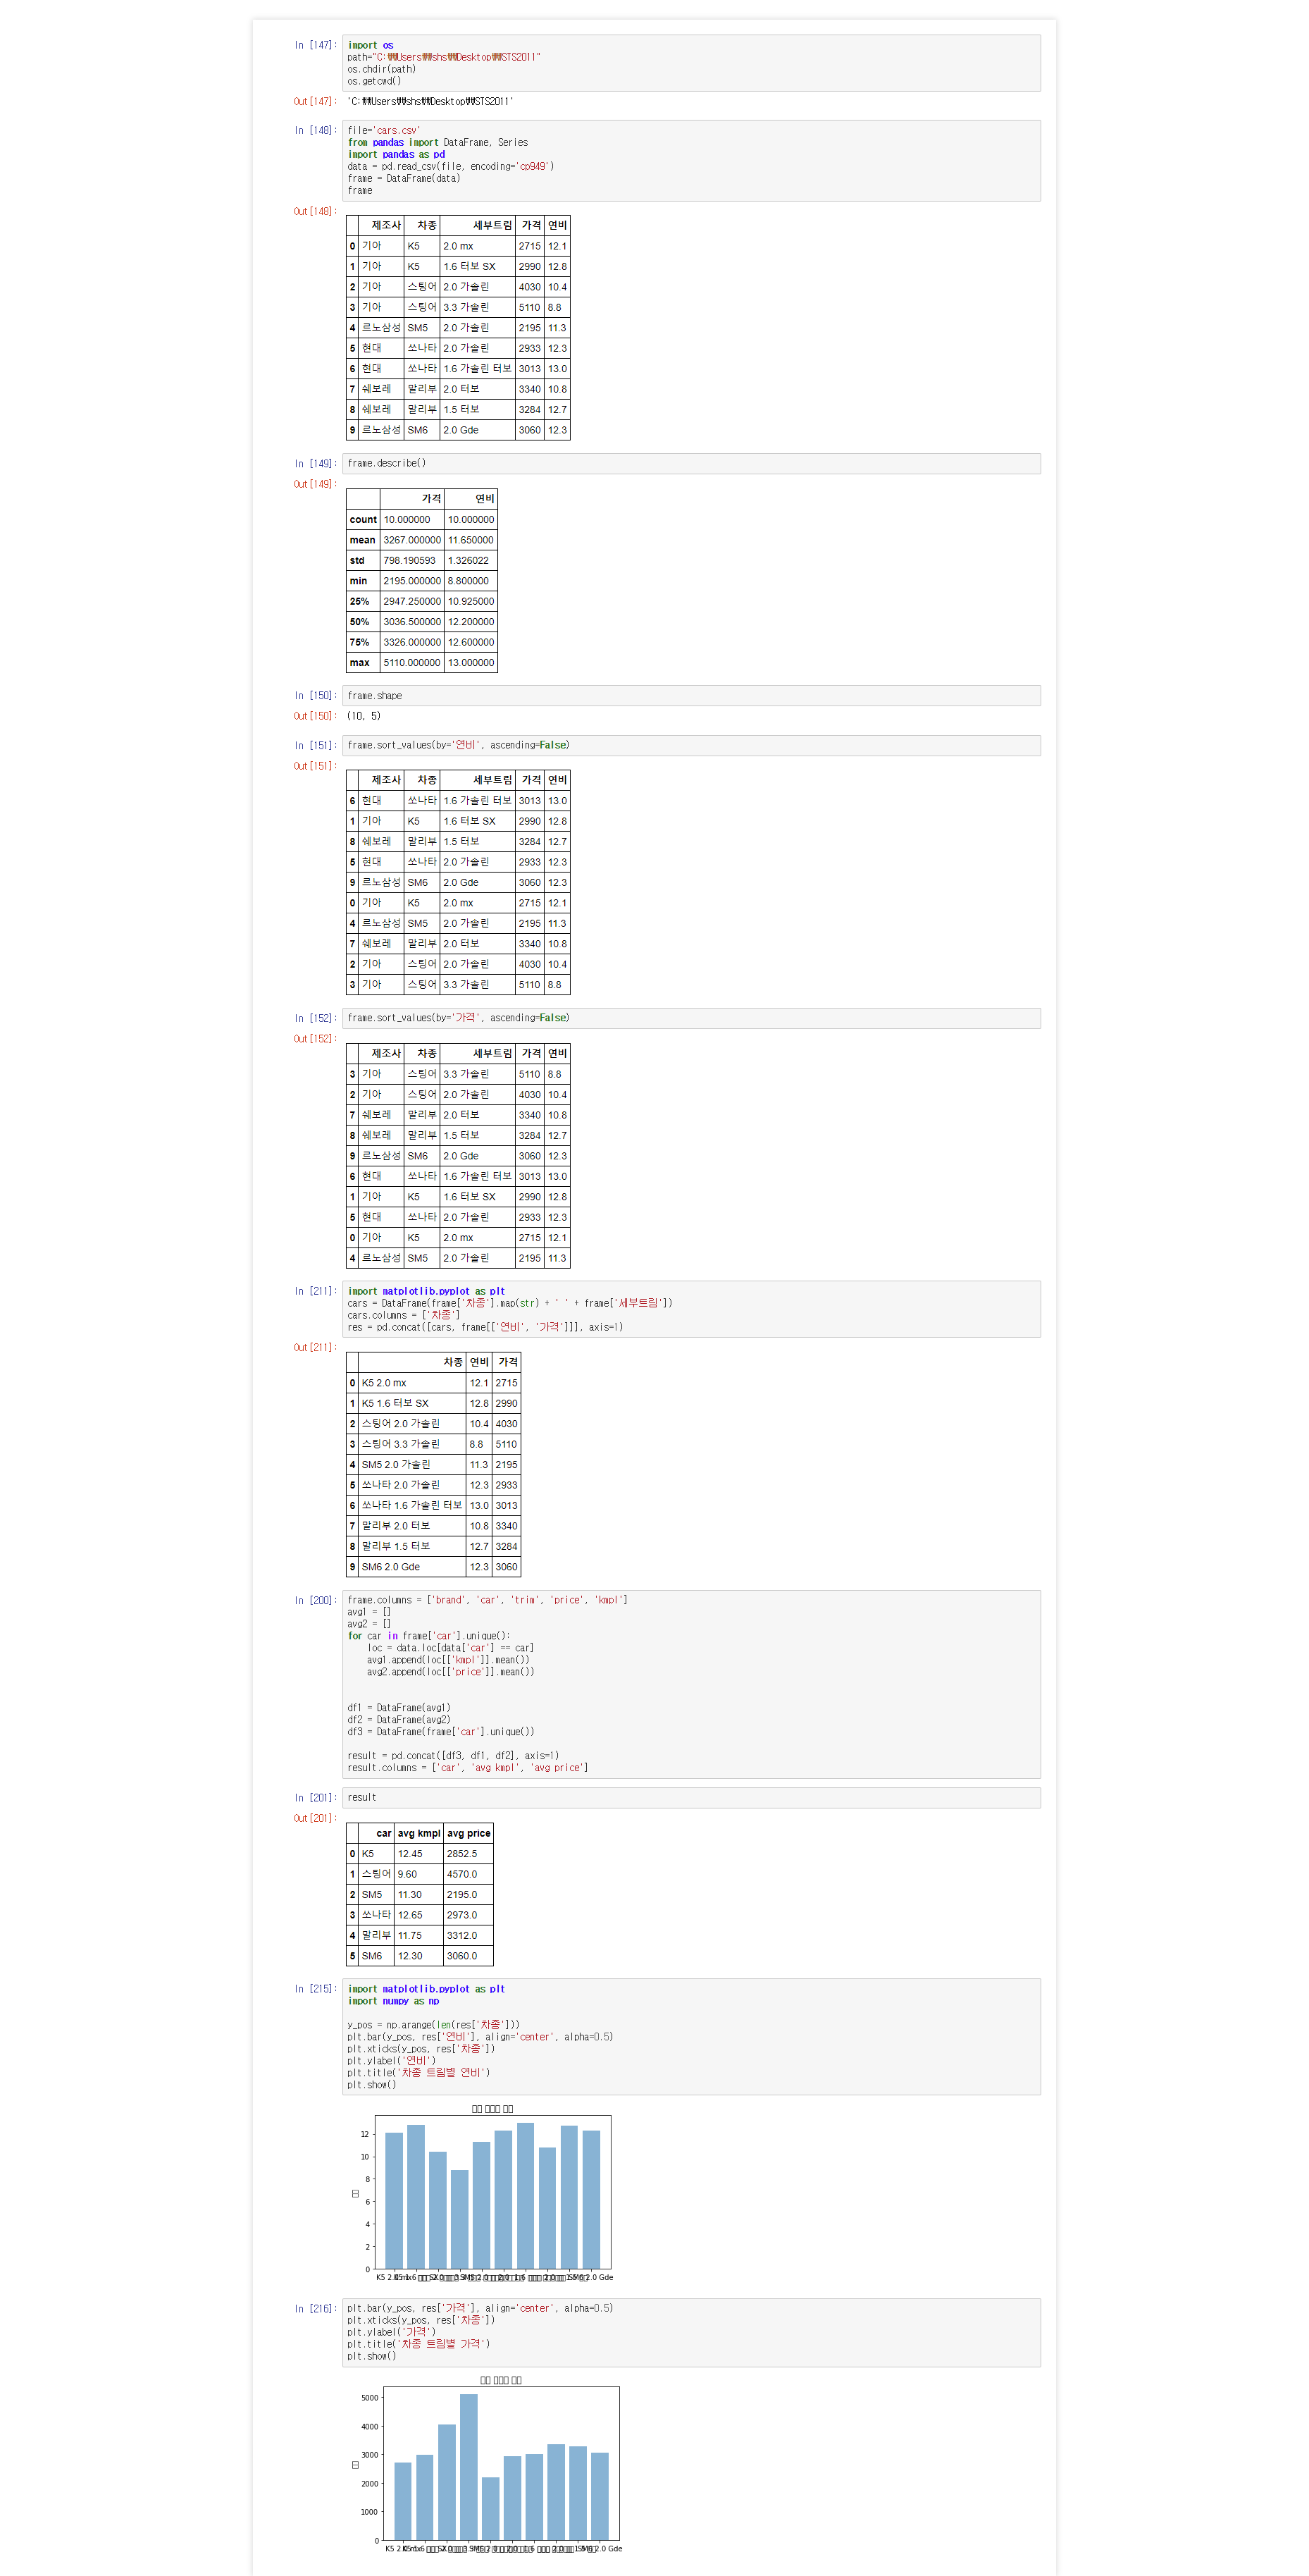 In [147]:
import os
path="C:₩₩Users₩₩shs₩₩Desktop₩₩STS2011"
os.chdir(path)
os.getcwd()
Out[147]: 'C:₩₩Users₩₩shs₩₩Desktop₩₩STS2011'
In [148]:
file='cars.csv'
from pandas import DataFrame, Series
import pandas as pd
data = pd.read_csv(file, encoding='cp949')
frame = DataFrame(data)
frame
Out[148]:
제조사 차종 세부트림 가격 연비
0 기아 K5 2.0 mx 2715 12.1
1 기아 K5 1.6 터보 SX 2990 12.8
2 기아 스팅어 2.0 가솔린 4030 10.4
3 기아 스팅어 3.3 가솔린 5110 8.8
4 르노삼성 SM5 2.0 가솔린 2195 11.3
5 현대 쏘나타 2.0 가솔린 2933 12.3
6 현대 쏘나타 1.6 가솔린 터보 3013 13.0
7 쉐보레 말리부 2.0 터보 3340 10.8
8 쉐보레 말리부 1.5 터보 3284 12.7
9 르노삼성 SM6 2.0 Gde 3060 12.3
In [149]: frame.describe()
Out[149]:
가격 연비
count 10.000000 10.000000
mean 3267.000000 11.650000
std 798.190593 1.326022
min 2195.000000 8.800000
25% 2947.250000 10.925000
50% 3036.500000 12.200000
75% 3326.000000 12.600000
max 5110.000000 13.000000
In [150]: frame.shape
Out[150]: (10, 5)
In [151]: frame.sort_values(by='연비', ascending=False)
Out[151]:
제조사 차종 세부트림 가격 연비
6 현대 쏘나타 1.6 가솔린 터보 3013 13.0
1 기아 K5 1.6 터보 SX 2990 12.8
8 쉐보레 말리부 1.5 터보 3284 12.7
5 현대 쏘나타 2.0 가솔린 2933 12.3
9 르노삼성 SM6 2.0 Gde 3060 12.3
0 기아 K5 2.0 mx 2715 12.1
4 르노삼성 SM5 2.0 가솔린 2195 11.3
7 쉐보레 말리부 2.0 터보 3340 10.8
2 기아 스팅어 2.0 가솔린 4030 10.4
3 기아 스팅어 3.3 가솔린 5110 8.8
In [152]: frame.sort_values(by='가격', ascending=False)
Out[152]:
제조사 차종 세부트림 가격 연비
3 기아 스팅어 3.3 가솔린 5110 8.8
2 기아 스팅어 2.0 가솔린 4030 10.4
7 쉐보레 말리부 2.0 터보 3340 10.8
8 쉐보레 말리부 1.5 터보 3284 12.7
9 르노삼성 SM6 2.0 Gde 3060 12.3
6 현대 쏘나타 1.6 가솔린 터보 3013 13.0
1 기아 K5 1.6 터보 SX 2990 12.8
5 현대 쏘나타 2.0 가솔린 2933 12.3
0 기아 K5 2.0 mx 2715 12.1
4 르노삼성 SM5 2.0 가솔린 2195 11.3
In [211]:
import matplotlib.pyplot as plt
cars = DataFrame(frame['차종'].map(str) + ' ' + frame['세부트림'])
cars.columns = ['차종']
res = pd.concat([cars, frame[['연비', '가격']]], axis=1)
Out[211]:
차종 연비 가격
0 K5 2.0 mx 12.1 2715
1 K5 1.6 터보 SX 12.8 2990
2 스팅어 2.0 가솔린 10.4 4030
3 스팅어 3.3 가솔린 8.8 5110
4 SM5 2.0 가솔린 11.3 2195
5 쏘나타 2.0 가솔린 12.3 2933
6 쏘나타 1.6 가솔린 터보 13.0 3013
7 말리부 2.0 터보 10.8 3340
8 말리부 1.5 터보 12.7 3284
9 SM6 2.0 Gde 12.3 3060
In [200]:
frame.columns = ['brand', 'car', 'trim', 'price', 'kmpl']
avg1 = []
avg2 = []
for car in frame['car'].unique():
    loc = data.loc[data['car'] == car]
    avg1.append(loc[['kmpl']].mean())
    avg2.append(loc[['price']].mean())
df1 = DataFrame(avg1)
df2 = DataFrame(avg2)
df3 = DataFrame(frame['car'].unique())
result = pd.concat([df3, df1, df2], axis=1)
result.columns = ['car', 'avg kmpl', 'avg price']
In [201]: result
Out[201]:
car avg kmpl avg price
0 K5 12.45 2852.5
1 스팅어 9.60 4570.0
2 SM5 11.30 2195.0
3 쏘나타 12.65 2973.0
4 말리부 11.75 3312.0
5 SM6 12.30 3060.0
In [215]:
import matplotlib.pyplot as plt
import numpy as np
y_pos = np.arange(len(res['차종']))
plt.bar(y_pos, res['연비'], align='center', alpha=0.5)
plt.xticks(y_pos, res['차종'])
plt.ylabel('연비')
plt.title('차종 트림별 연비')
plt.show()
12
10
8
6
4
2
0
In [216]:
plt.bar(y_pos, res['가격'], align='center', alpha=0.5)
plt.xticks(y_pos, res['차종'])
plt.ylabel('가격')
plt.title('차종 트림별 가격')
plt.show()
5000
4000
3000
2000
1000
0